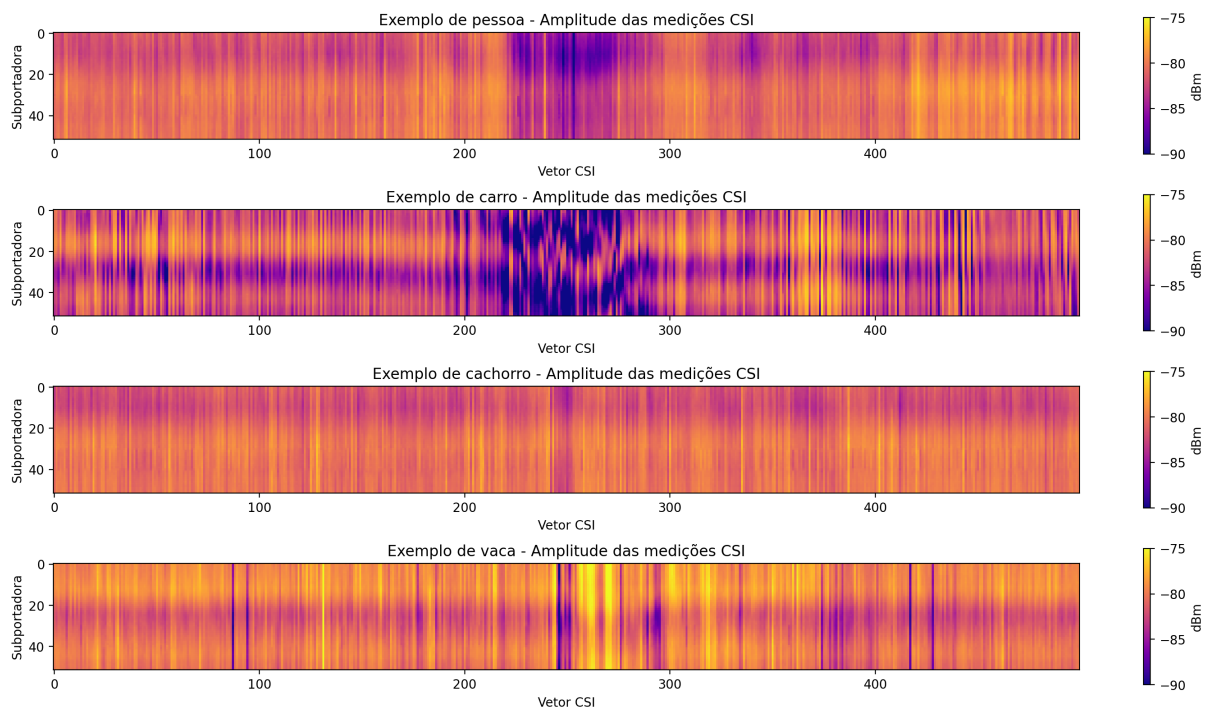 Exemplo de pessoa - Amplitude das medições CSI
0
20
40
Subportadora
0 100 200 300 400
Vetor CSI
−75
−80
−85
−90
dBm
Exemplo de carro - Amplitude das medições CSI
0
20
40
Subportadora
0 100 200 300 400
Vetor CSI
−75
−80
−85
−90
dBm
Exemplo de cachorro - Amplitude das medições CSI
0
20
40
Subportadora
0 100 200 300 400
Vetor CSI
−75
−80
−85
−90
dBm
Exemplo de vaca - Amplitude das medições CSI
0
20
40
Subportadora
0 100 200 300 400
Vetor CSI
−75
−80
−85
−90
dBm